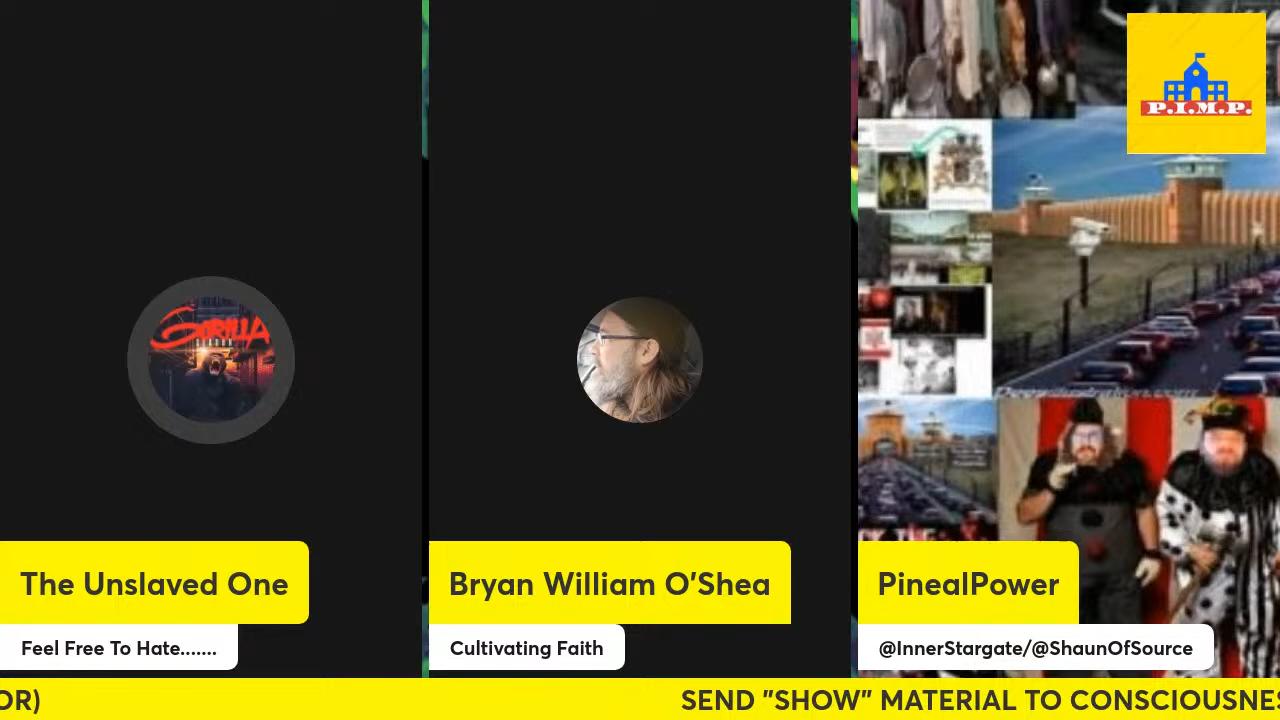 P.I.M.P.
GORILLA
The Unslaved One
Feel Free To Hate.......
Bryan William O'Shea
Cultivating Faith
PinealPower
@InnerStargate/@ShaunOfSource
OR)
SEND "SHOW" MATERIAL TO CONSCIOUSNES